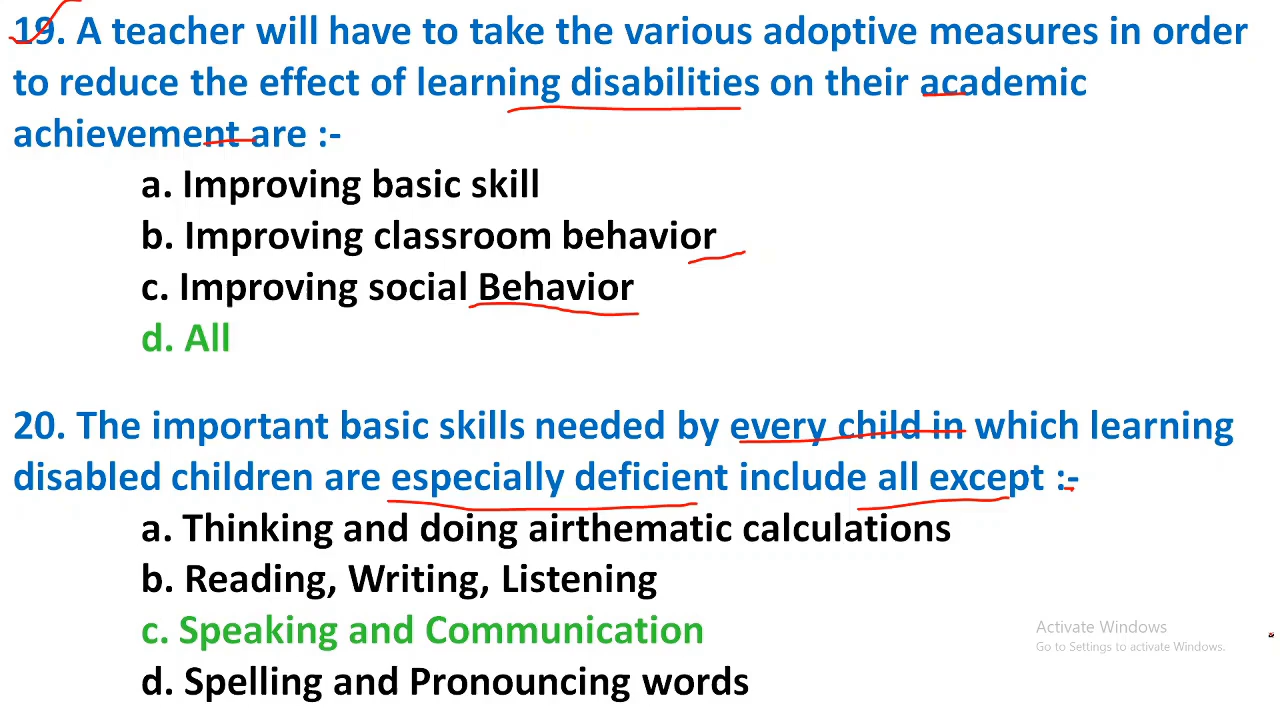 19. A teacher will have to take the various adoptive measures in order
to reduce the effect of learning disabilities on their academic
achievement are :-
a. Improving basic skill
b. Improving classroom behavior
c. Improving social Behavior
d. All
20. The important basic skills needed by every child in which learning
disabled children are especially deficient include all except :-
a. Thinking and doing airthematic calculations
b. Reading, Writing, Listening
c. Speaking and Communication
Activate Windows
Go to Settings to activate Windows.
d. Spelling and Pronouncing words